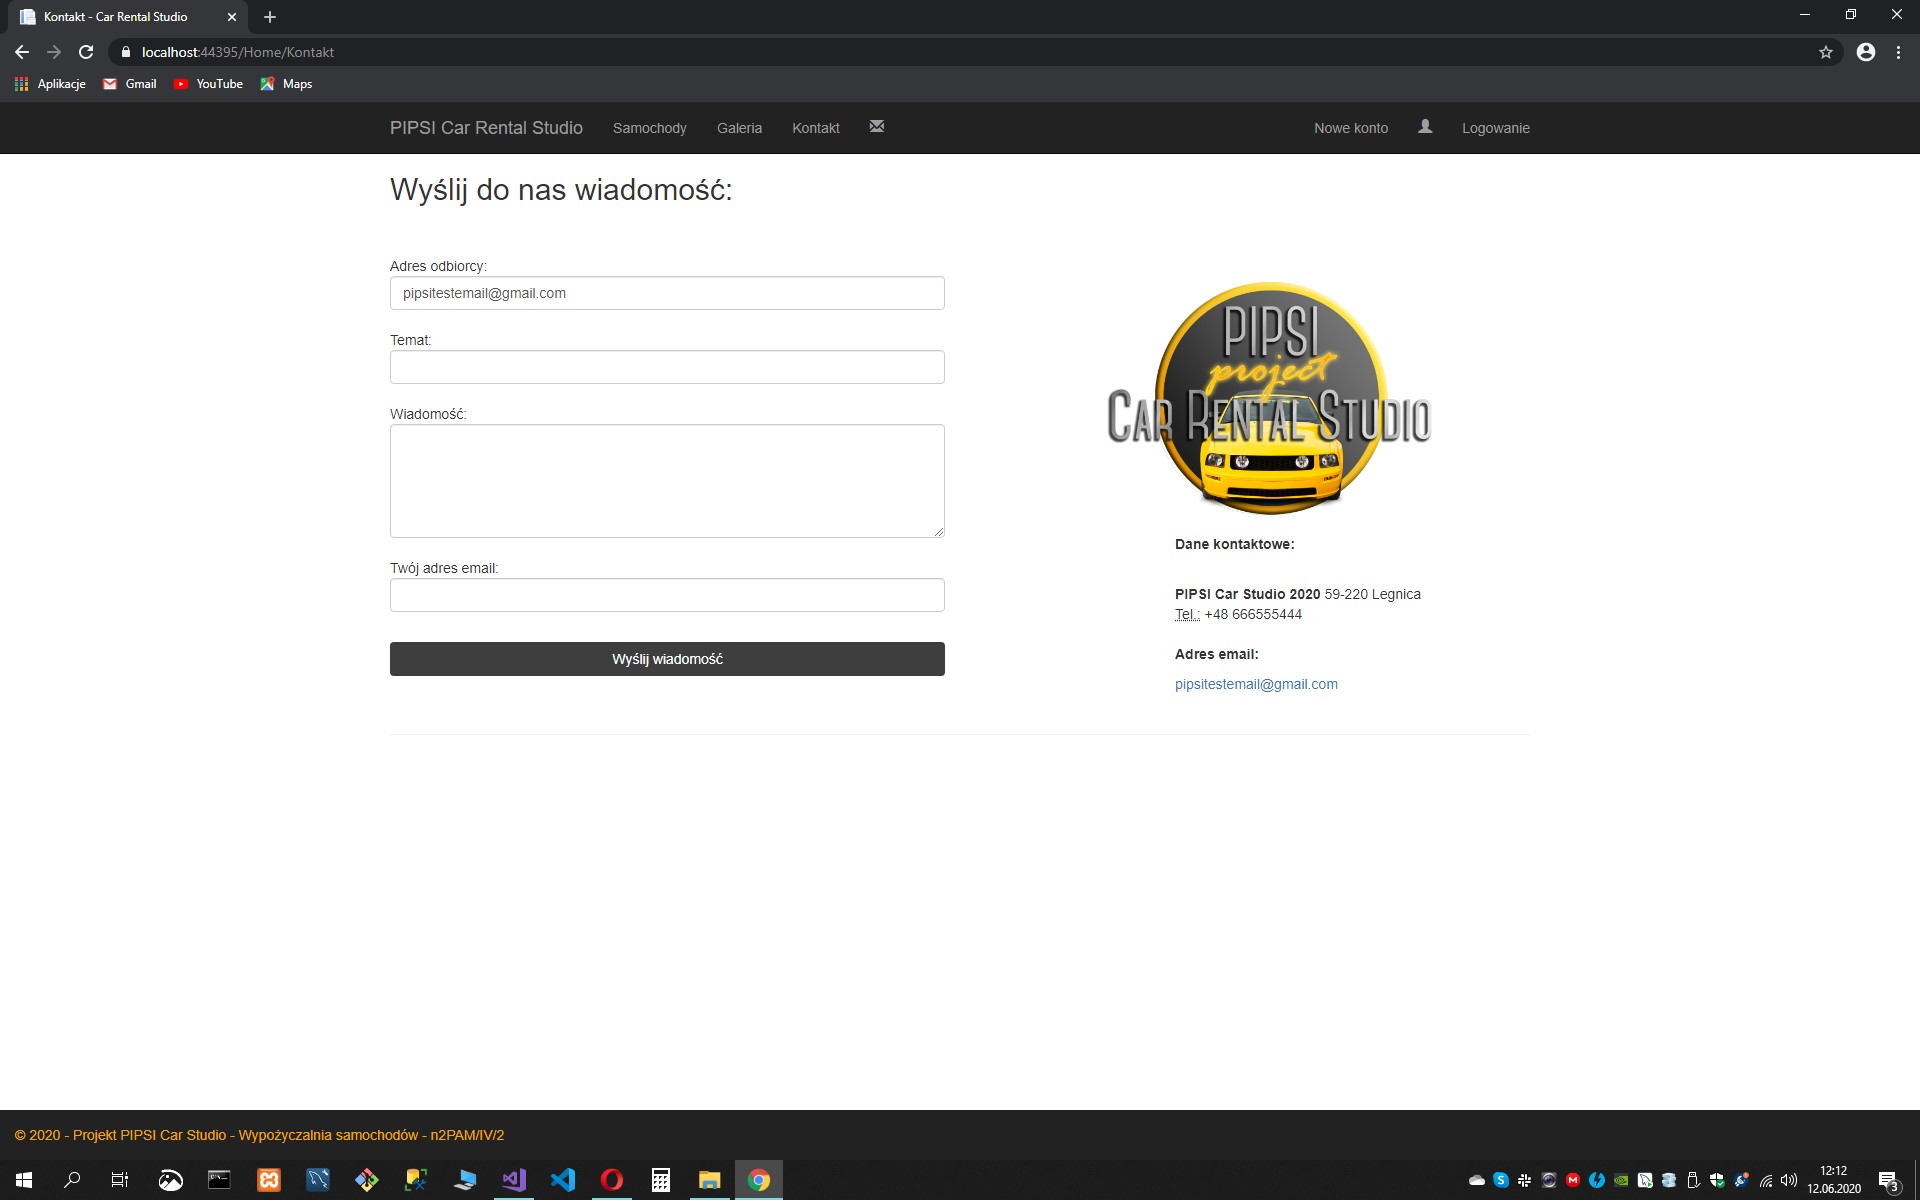 Kontakt - Car Rental Studio
localhost:44395/Home/Kontakt
Aplikacje Gmail YouTube Maps
PIPSI Car Rental Studio Samochody Galeria Kontakt Nowe konto Logowanie
Wyślij do nas wiadomość:
Adres odbiorcy:
pipsitestemail@gmail.com
Temat:
Wiadomość:
Twój adres email:
Wyślij wiadomość
PIPSI
project
CAR RENTAL STUDIO
Dane kontaktowe:
PIPSI Car Studio 2020 59-220 Legnica
Tel.: +48 666555444
Adres email:
pipsitestemail@gmail.com
© 2020 - Projekt PIPSI Car Studio - Wypożyczalnia samochodów - n2PAM/IV/2
12:12
12.06.2020
3